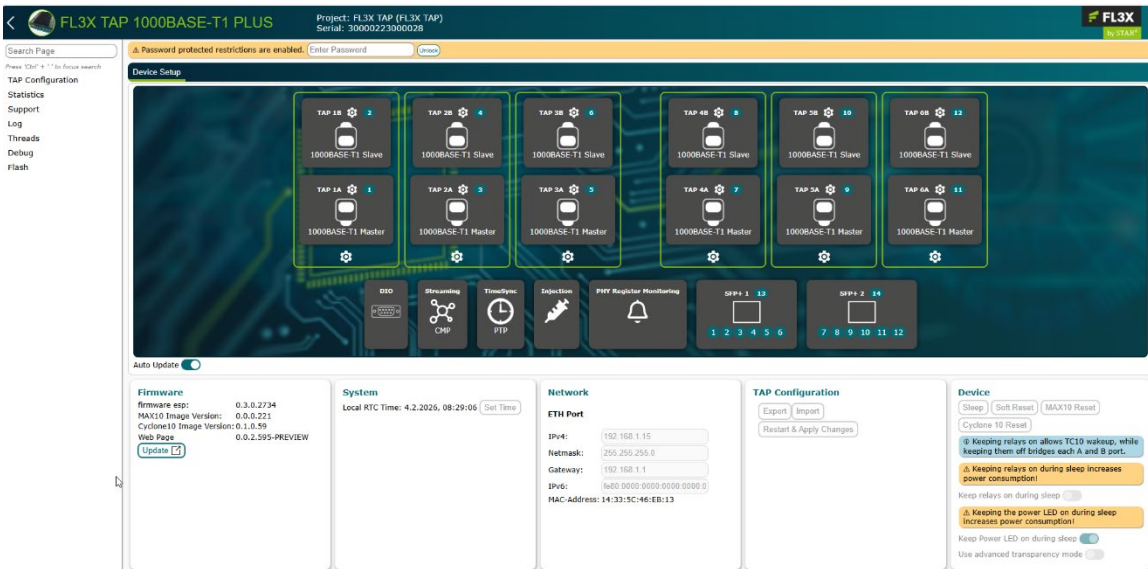 FL3X TAP 1000BASE-T1 PLUS
Project: FL3X TAP (FL3X TAP)
Serial: 30000223000028
FL3X
by STAR
Search Page
Press 'Ctrl' + '.' to focus search
TAP Configuration
Statistics
Support
Log
Threads
Debug
Flash
Password protected restrictions are enabled. Enter Password Unlock
Device Setup
TAP 1B 2
1000BASE-T1 Slave
TAP 2B 4
1000BASE-T1 Slave
TAP 3B 6
1000BASE-T1 Slave
TAP 4B 8
1000BASE-T1 Slave
TAP 5B 10
1000BASE-T1 Slave
TAP 6B 12
1000BASE-T1 Slave
TAP 1A 1
1000BASE-T1 Master
TAP 2A 3
1000BASE-T1 Master
TAP 3A 5
1000BASE-T1 Master
TAP 4A 7
1000BASE-T1 Master
TAP 5A 9
1000BASE-T1 Master
TAP 6A 11
1000BASE-T1 Master
DIO
Streaming
CMP
TimeSync
PTP
Injection
PHY Register Monitoring
SFP+ 1 13
1 2 3 4 5 6
SFP+ 2 14
7 8 9 10 11 12
Auto Update
Firmware
firmware esp: 0.3.0.2734
MAX10 Image Version: 0.0.0.221
Cyclone10 Image Version: 0.1.0.59
Web Page 0.0.2.595-PREVIEW
Update
System
Local RTC Time: 4.2.2026, 08:29:06 Set Time
Network
ETH Port
IPv4: 192.168.1.15
Netmask: 255.255.255.0
Gateway: 192.168.1.1
IPv6: fe80:0000:0000:0000:0000:0
MAC-Address: 14:33:5C:46:EB:13
TAP Configuration
Export Import
Restart & Apply Changes
Device
Sleep Soft Reset MAX10 Reset
Cyclone 10 Reset
Keeping relays on allows TC10 wakeup, while
keeping them off bridges each A and B port.
Keeping relays on during sleep increases
power consumption!
Keep relays on during sleep
Keeping the power LED on during sleep
increases power consumption!
Keep Power LED on during sleep
Use advanced transparency mode